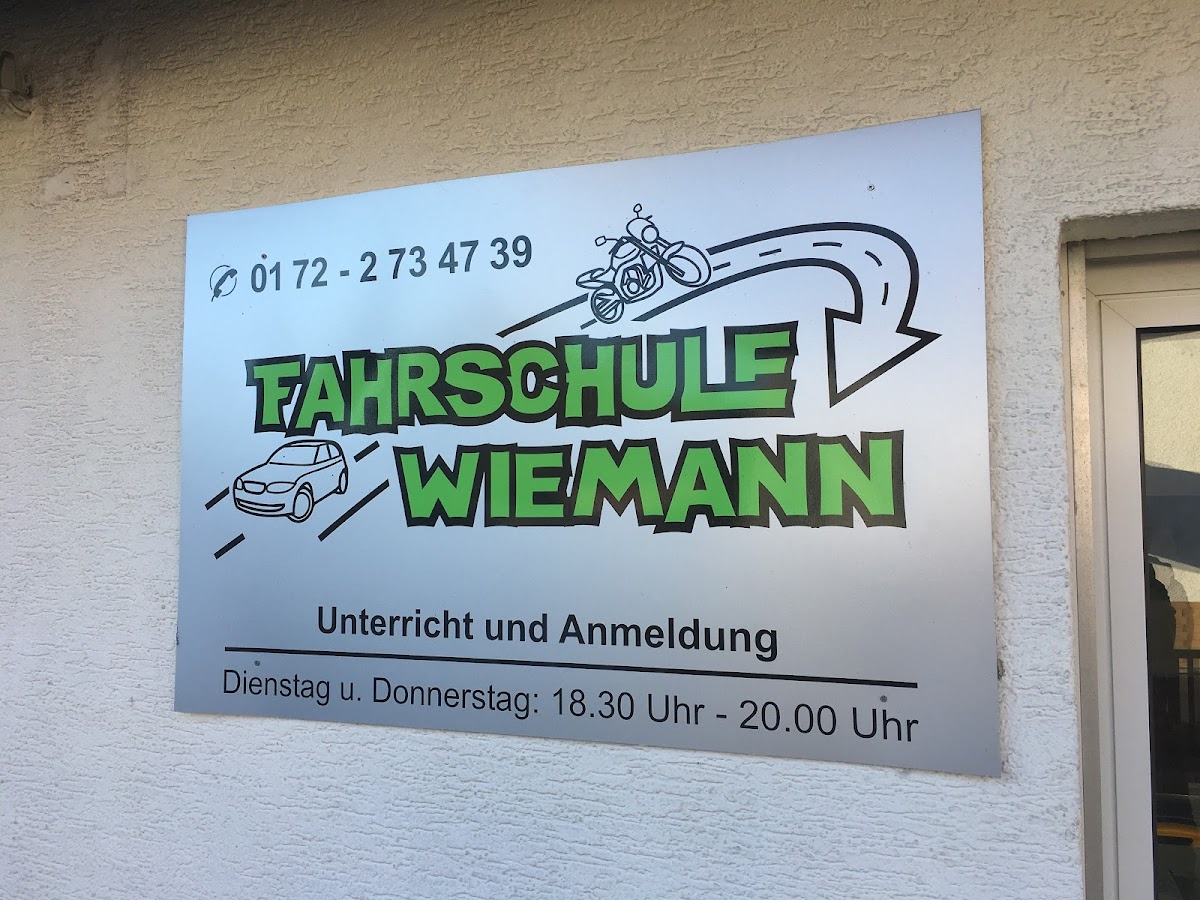 ✆ 01 72 - 2 73 47 39
FAHRSCHULE
WIEMANN
Unterricht und Anmeldung
Dienstag u. Donnerstag: 18.30 Uhr - 20.00 Uhr